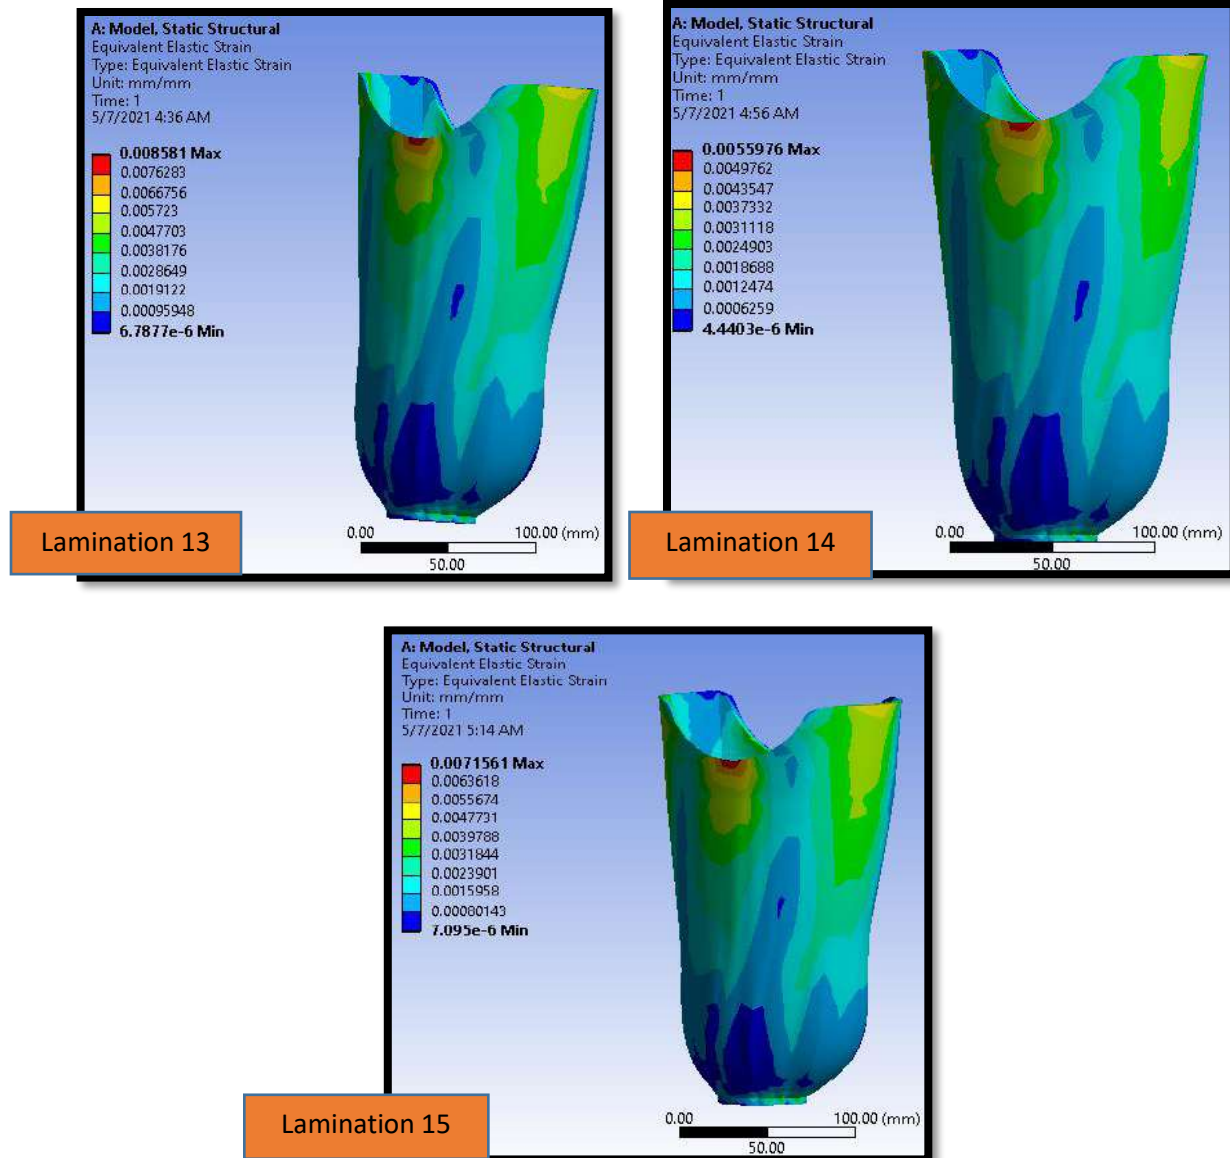 A: Model, Static Structural
Equivalent Elastic Strain
Type: Equivalent Elastic Strain
Unit: mm/mm
Time: 1
5/7/2021 4:36 AM
0.008581 Max
0.0076283
0.0066756
0.005723
0.0047703
0.0038176
0.0028649
0.0019122
0.00095948
6.7877e-6 Min
0.00 100.00 (mm)
50.00
Lamination 13
A: Model, Static Structural
Equivalent Elastic Strain
Type: Equivalent Elastic Strain
Unit: mm/mm
Time: 1
5/7/2021 4:56 AM
0.0055976 Max
0.0049762
0.0043547
0.0037332
0.0031118
0.0024903
0.0018688
0.0012474
0.0006259
4.4403e-6 Min
0.00 100.00 (mm)
50.00
Lamination 14
A: Model, Static Structural
Equivalent Elastic Strain
Type: Equivalent Elastic Strain
Unit: mm/mm
Time: 1
5/7/2021 5:14 AM
0.0071561 Max
0.0063618
0.0055674
0.0047731
0.0039788
0.0031844
0.0023901
0.0015958
0.00080143
7.095e-6 Min
0.00 100.00 (mm)
50.00
Lamination 15